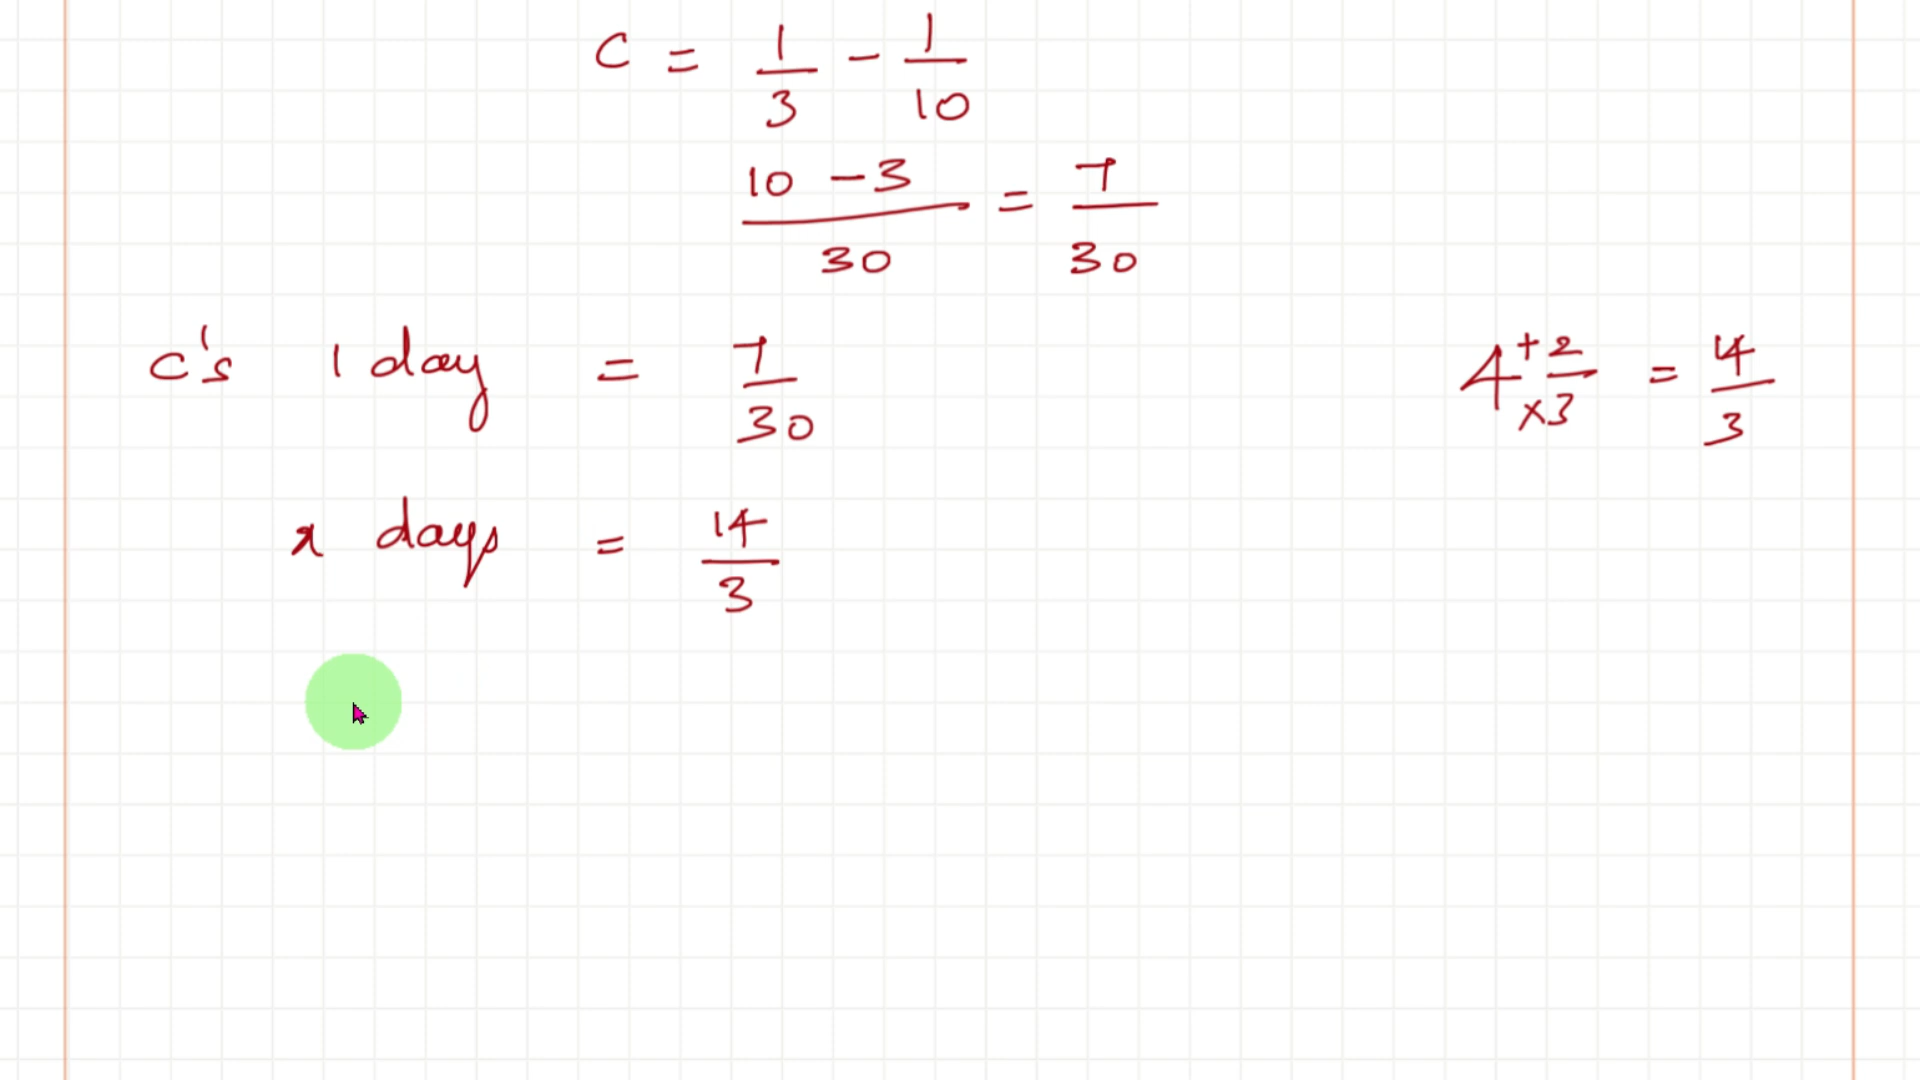 C = 1/3 - 1/10
10 - 3/30 = 7/30
C's 1 day = 7/30
4 + 2/×3 = 14/3
x days = 14/3